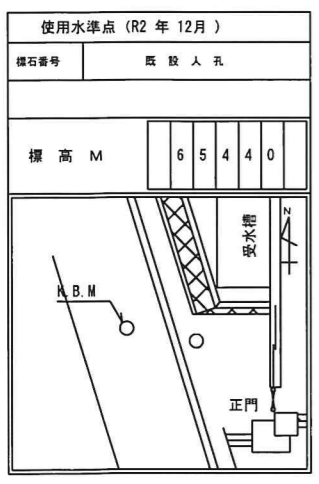 使用水準点 (R2 年 12月 )
標石番号 既設人孔
標高 M 6 5 4 4 0
N
受水槽
K.B.M
正門